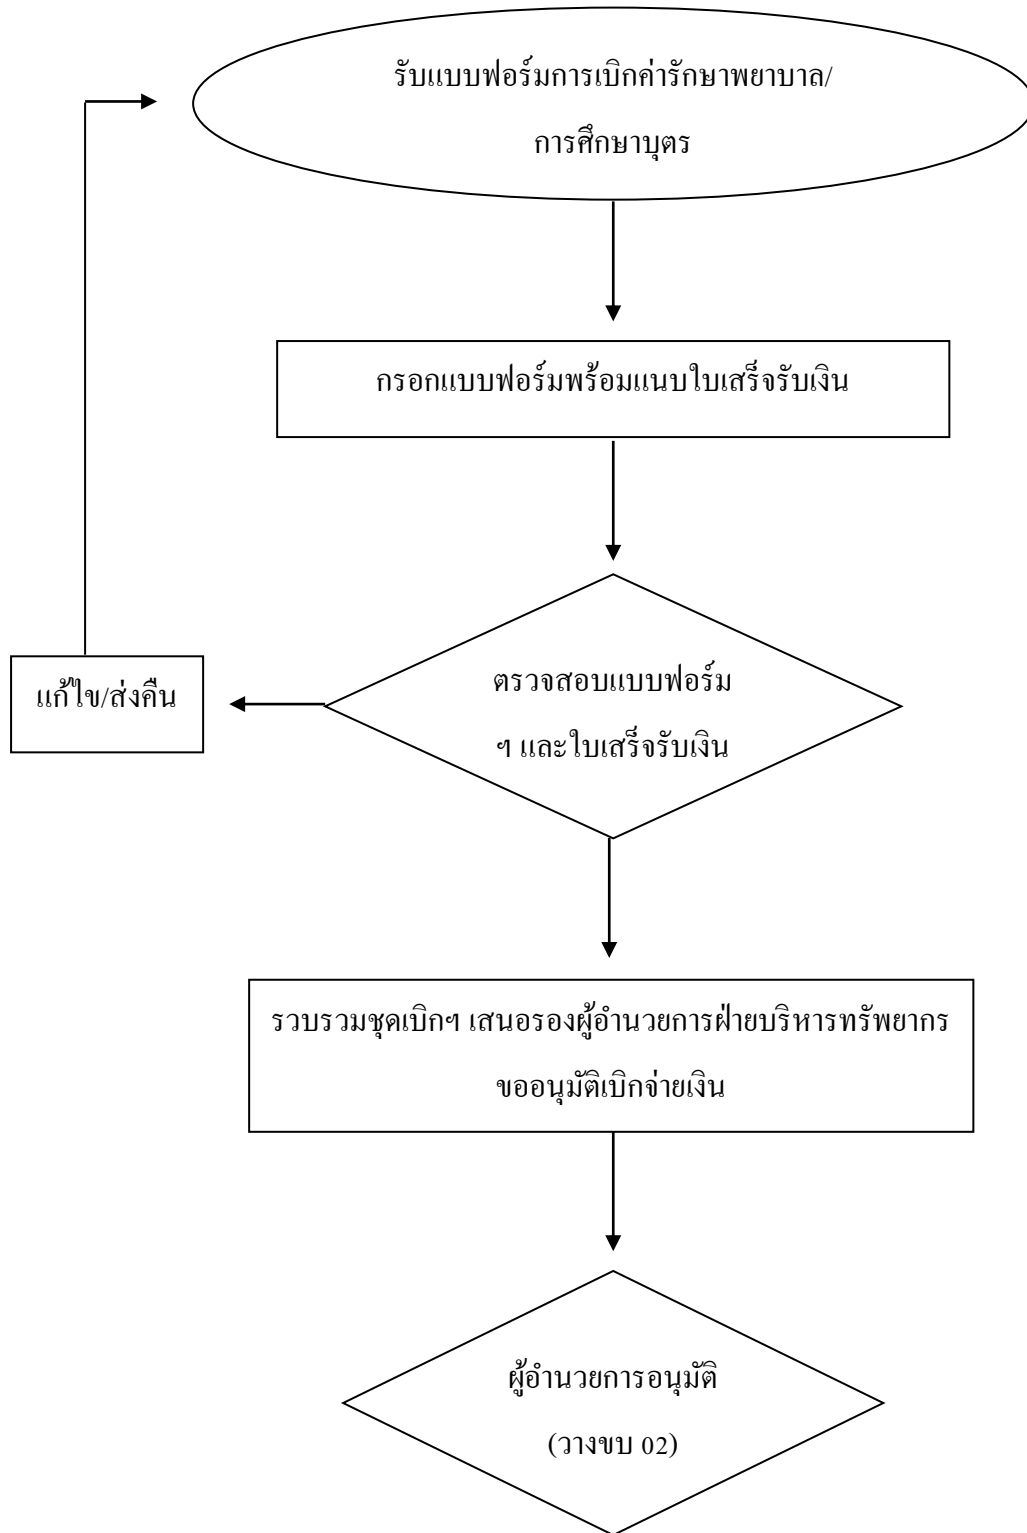 รับแบบฟอร์มการเบิกค่ารักษาพยาบาล/
การศึกษาบุตร
กรอกแบบฟอร์มพร้อมแนบใบเสร็จรับเงิน
แก้ไข/ส่งคืน
ตรวจสอบแบบฟอร์ม
ฯ และใบเสร็จรับเงิน
รวบรวมชุดเบิกฯ เสนอรองผู้อำนวยการฝ่ายบริหารทรัพยากร
ขออนุมัติเบิกจ่ายเงิน
ผู้อำนวยการอนุมัติ
(วางขบ 02)